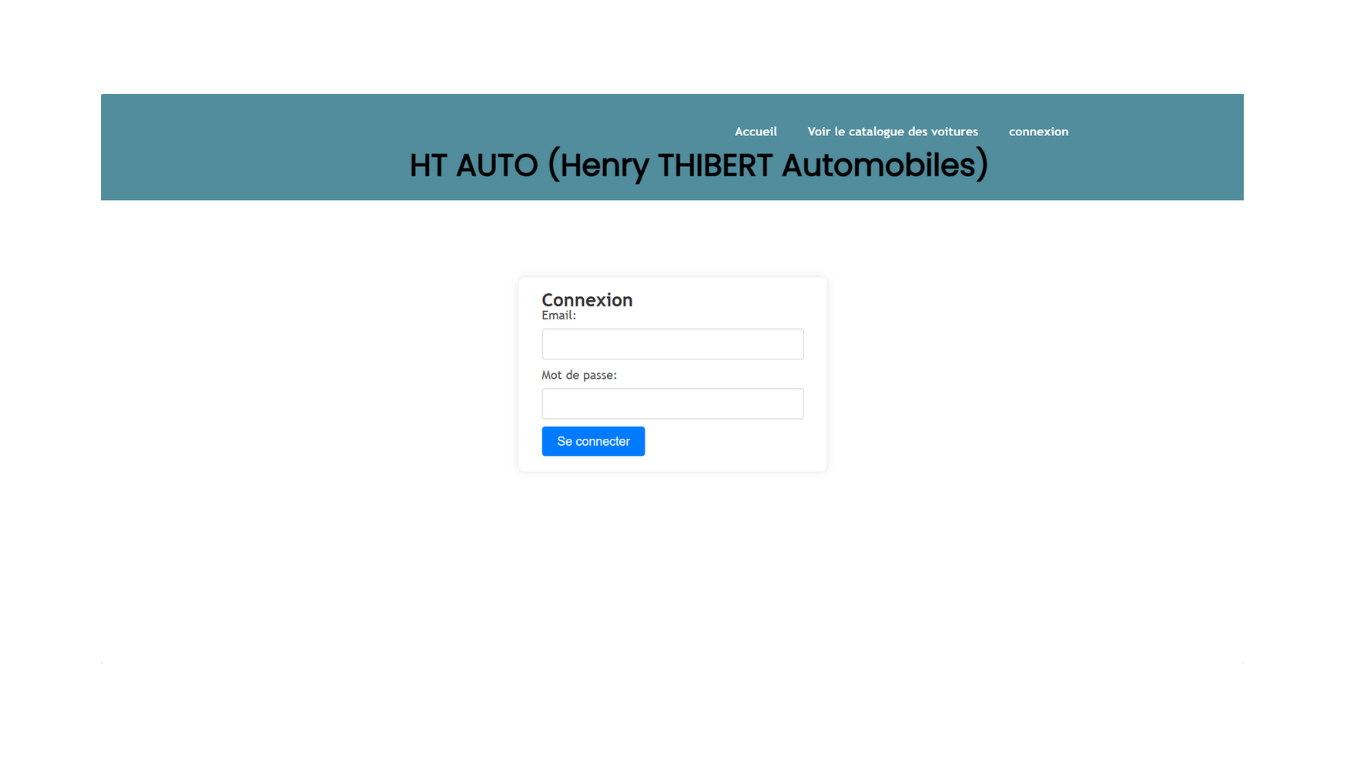 Accueil Voir le catalogue des voitures connexion
HT AUTO (Henry THIBERT Automobiles)
Connexion
Email:
Mot de passe:
Se connecter